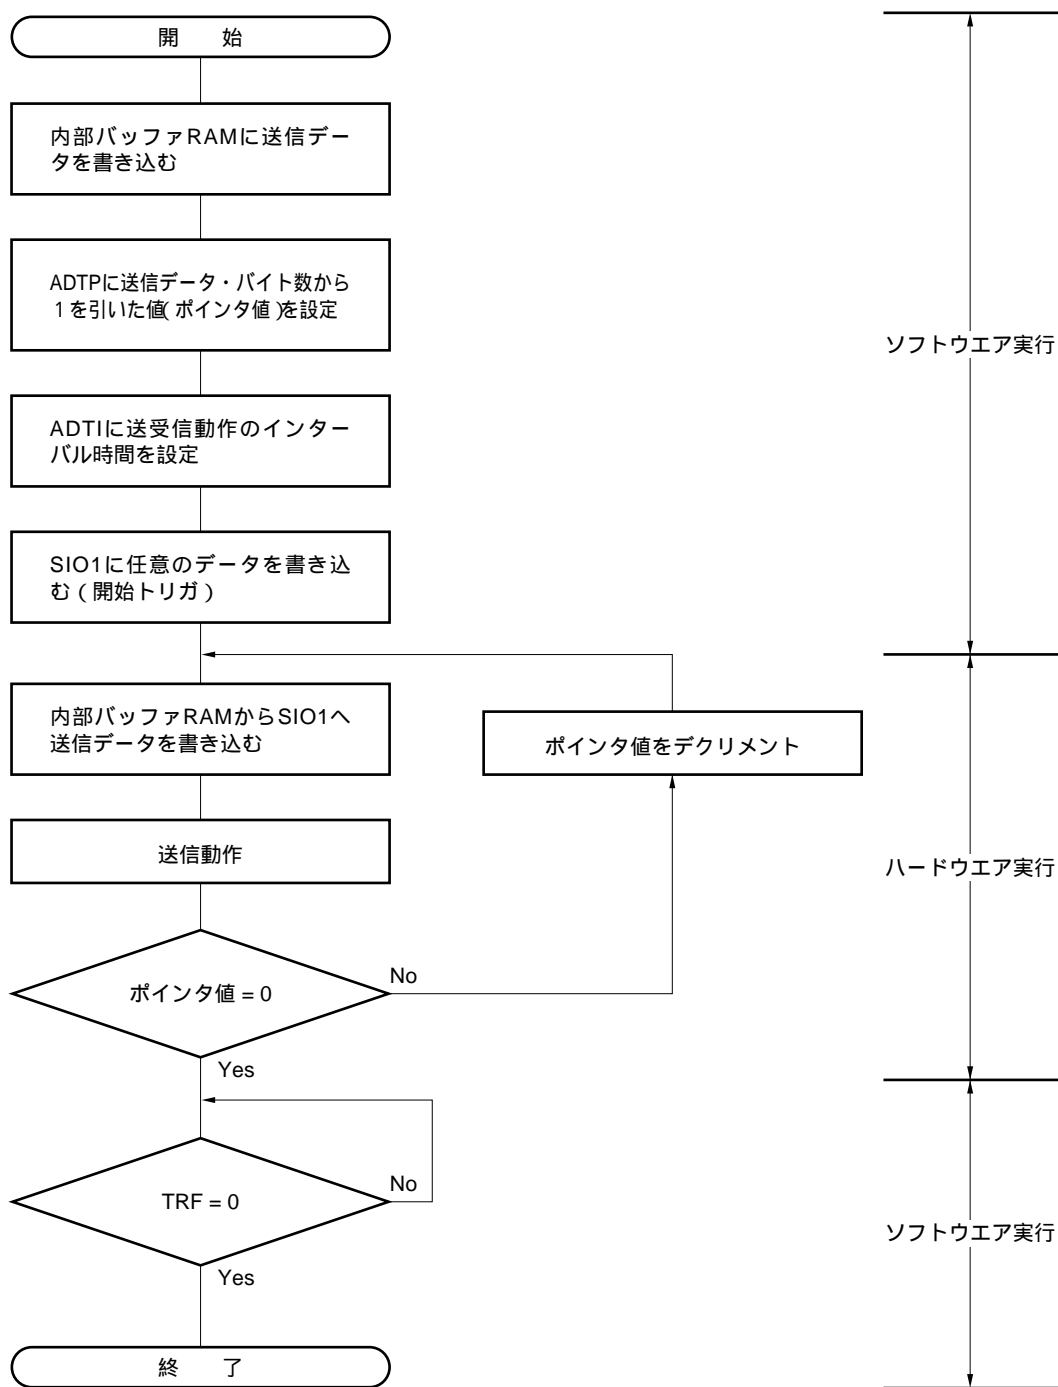 開　始
内部バッファRAMに送信デー
タを書き込む
ADTPに送信データ・バイト数から
1を引いた値(ポインタ値)を設定
ソフトウエア実行
ADTIに送受信動作のインター
バル時間を設定
SIO1に任意のデータを書き込
む(開始トリガ)
内部バッファRAMからSIO1へ
送信データを書き込む
ポインタ値をデクリメント
送信動作
ハードウエア実行
ポインタ値 = 0
No
Yes
TRF = 0
No
ソフトウエア実行
Yes
終　了